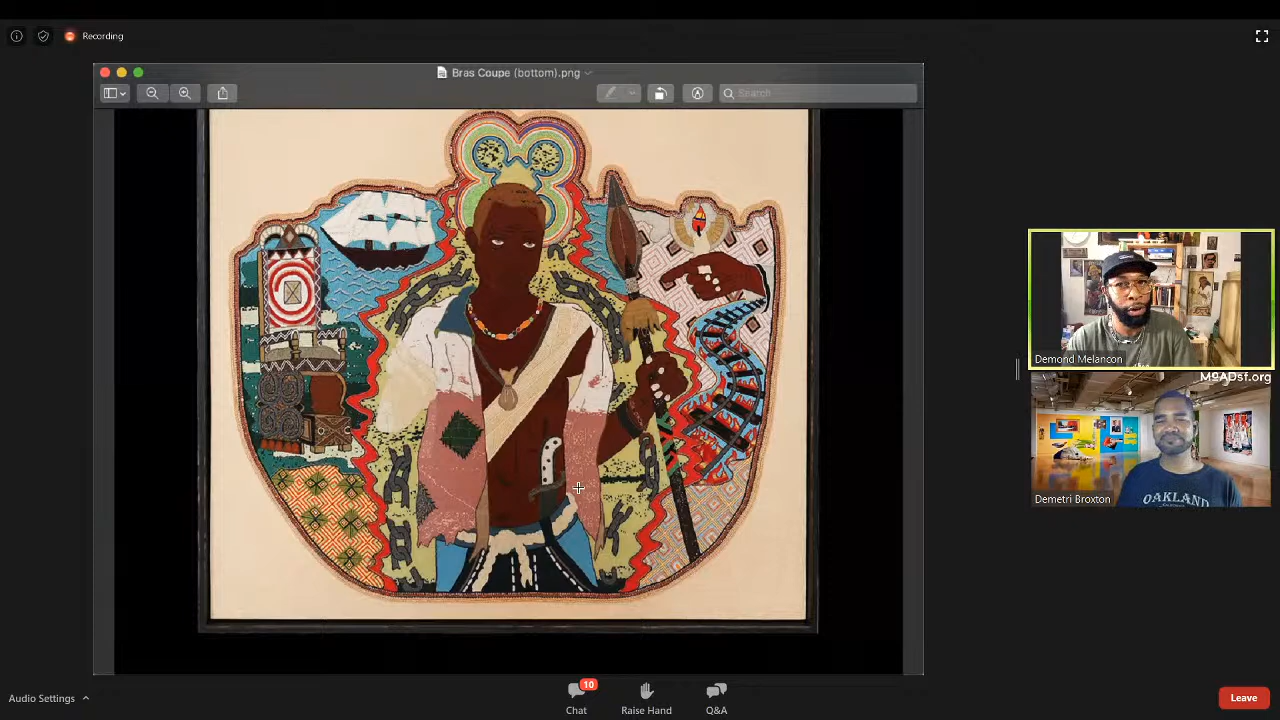 Recording
Bras Coupe (bottom).png
Search
Demond Melancon
MoADsf.org
OAKLAND
Demetri Broxton
Audio Settings
10
Chat
Raise Hand
Q&A
Leave